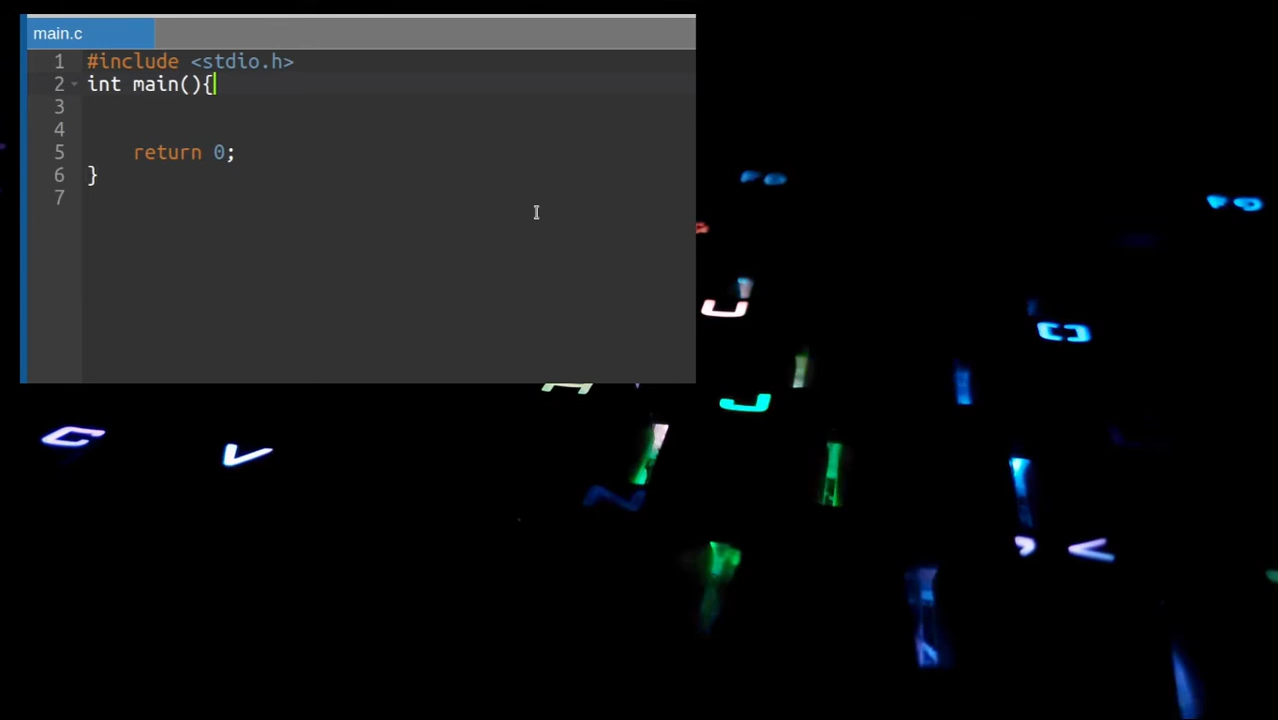 main.c
1 #include <stdio.h>
2 int main(){
3
4
5     return 0;
6 }
7
C V